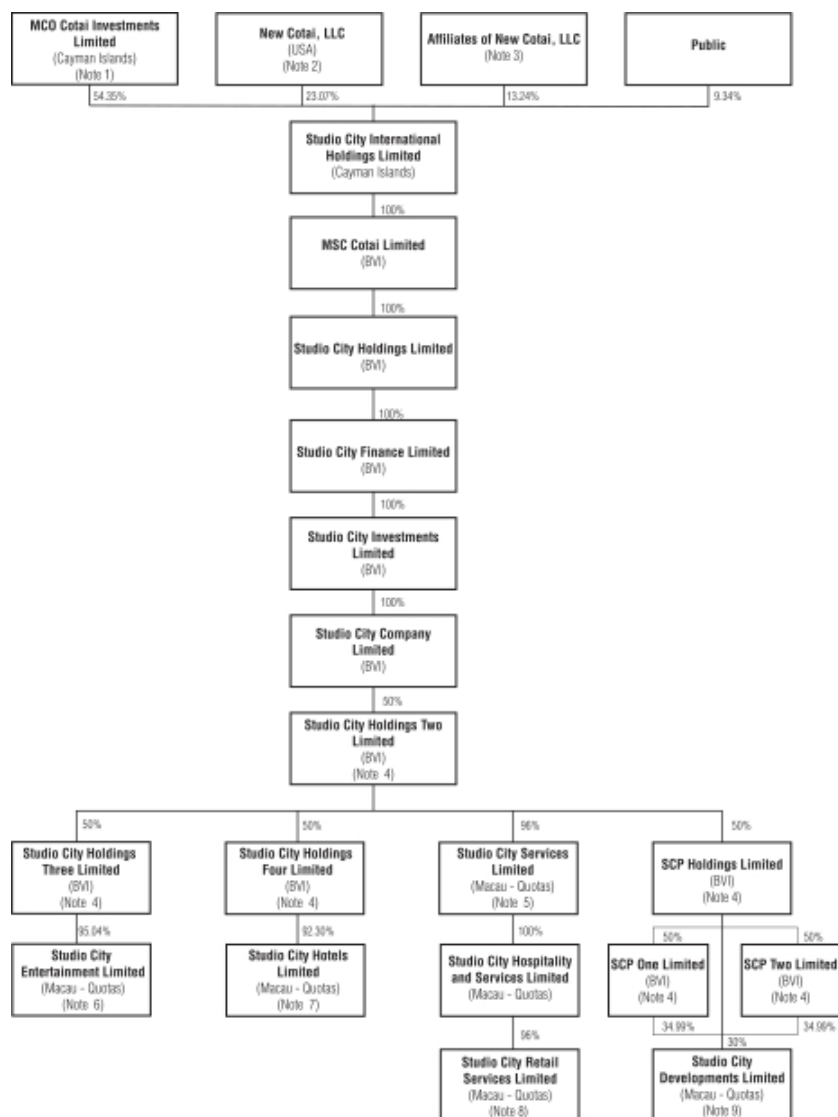 MCO Cotai Investments
Limited
(Cayman Islands)
(Note 1)
New Cotai, LLC
(USA)
(Note 2)
Affiliates of New Cotai, LLC
(Note 3)
Public
54.35%
23.07%
13.24%
9.34%
Studio City International
Holdings Limited
(Cayman Islands)
100%
MSC Cotai Limited
(BVI)
100%
Studio City Holdings Limited
(BVI)
100%
Studio City Finance Limited
(BVI)
100%
Studio City Investments
Limited
(BVI)
100%
Studio City Company
Limited
(BVI)
50%
Studio City Holdings Two
Limited
(BVI)
(Note 4)
50%
50%
96%
50%
Studio City Holdings
Three Limited
(BVI)
(Note 4)
Studio City Holdings
Four Limited
(BVI)
(Note 4)
Studio City Services
Limited
(Macau - Quotas)
(Note 5)
SCP Holdings Limited
(BVI)
(Note 4)
95.04%
92.30%
100%
50%
50%
Studio City
Entertainment Limited
(Macau - Quotas)
(Note 6)
Studio City Hotels
Limited
(Macau - Quotas)
(Note 7)
Studio City Hospitality
and Services Limited
(Macau - Quotas)
SCP One Limited
(BVI)
(Note 4)
SCP Two Limited
(BVI)
(Note 4)
96%
34.99%
34.99%
30%
Studio City Retail
Services Limited
(Macau - Quotas)
(Note 8)
Studio City
Developments Limited
(Macau - Quotas)
(Note 9)